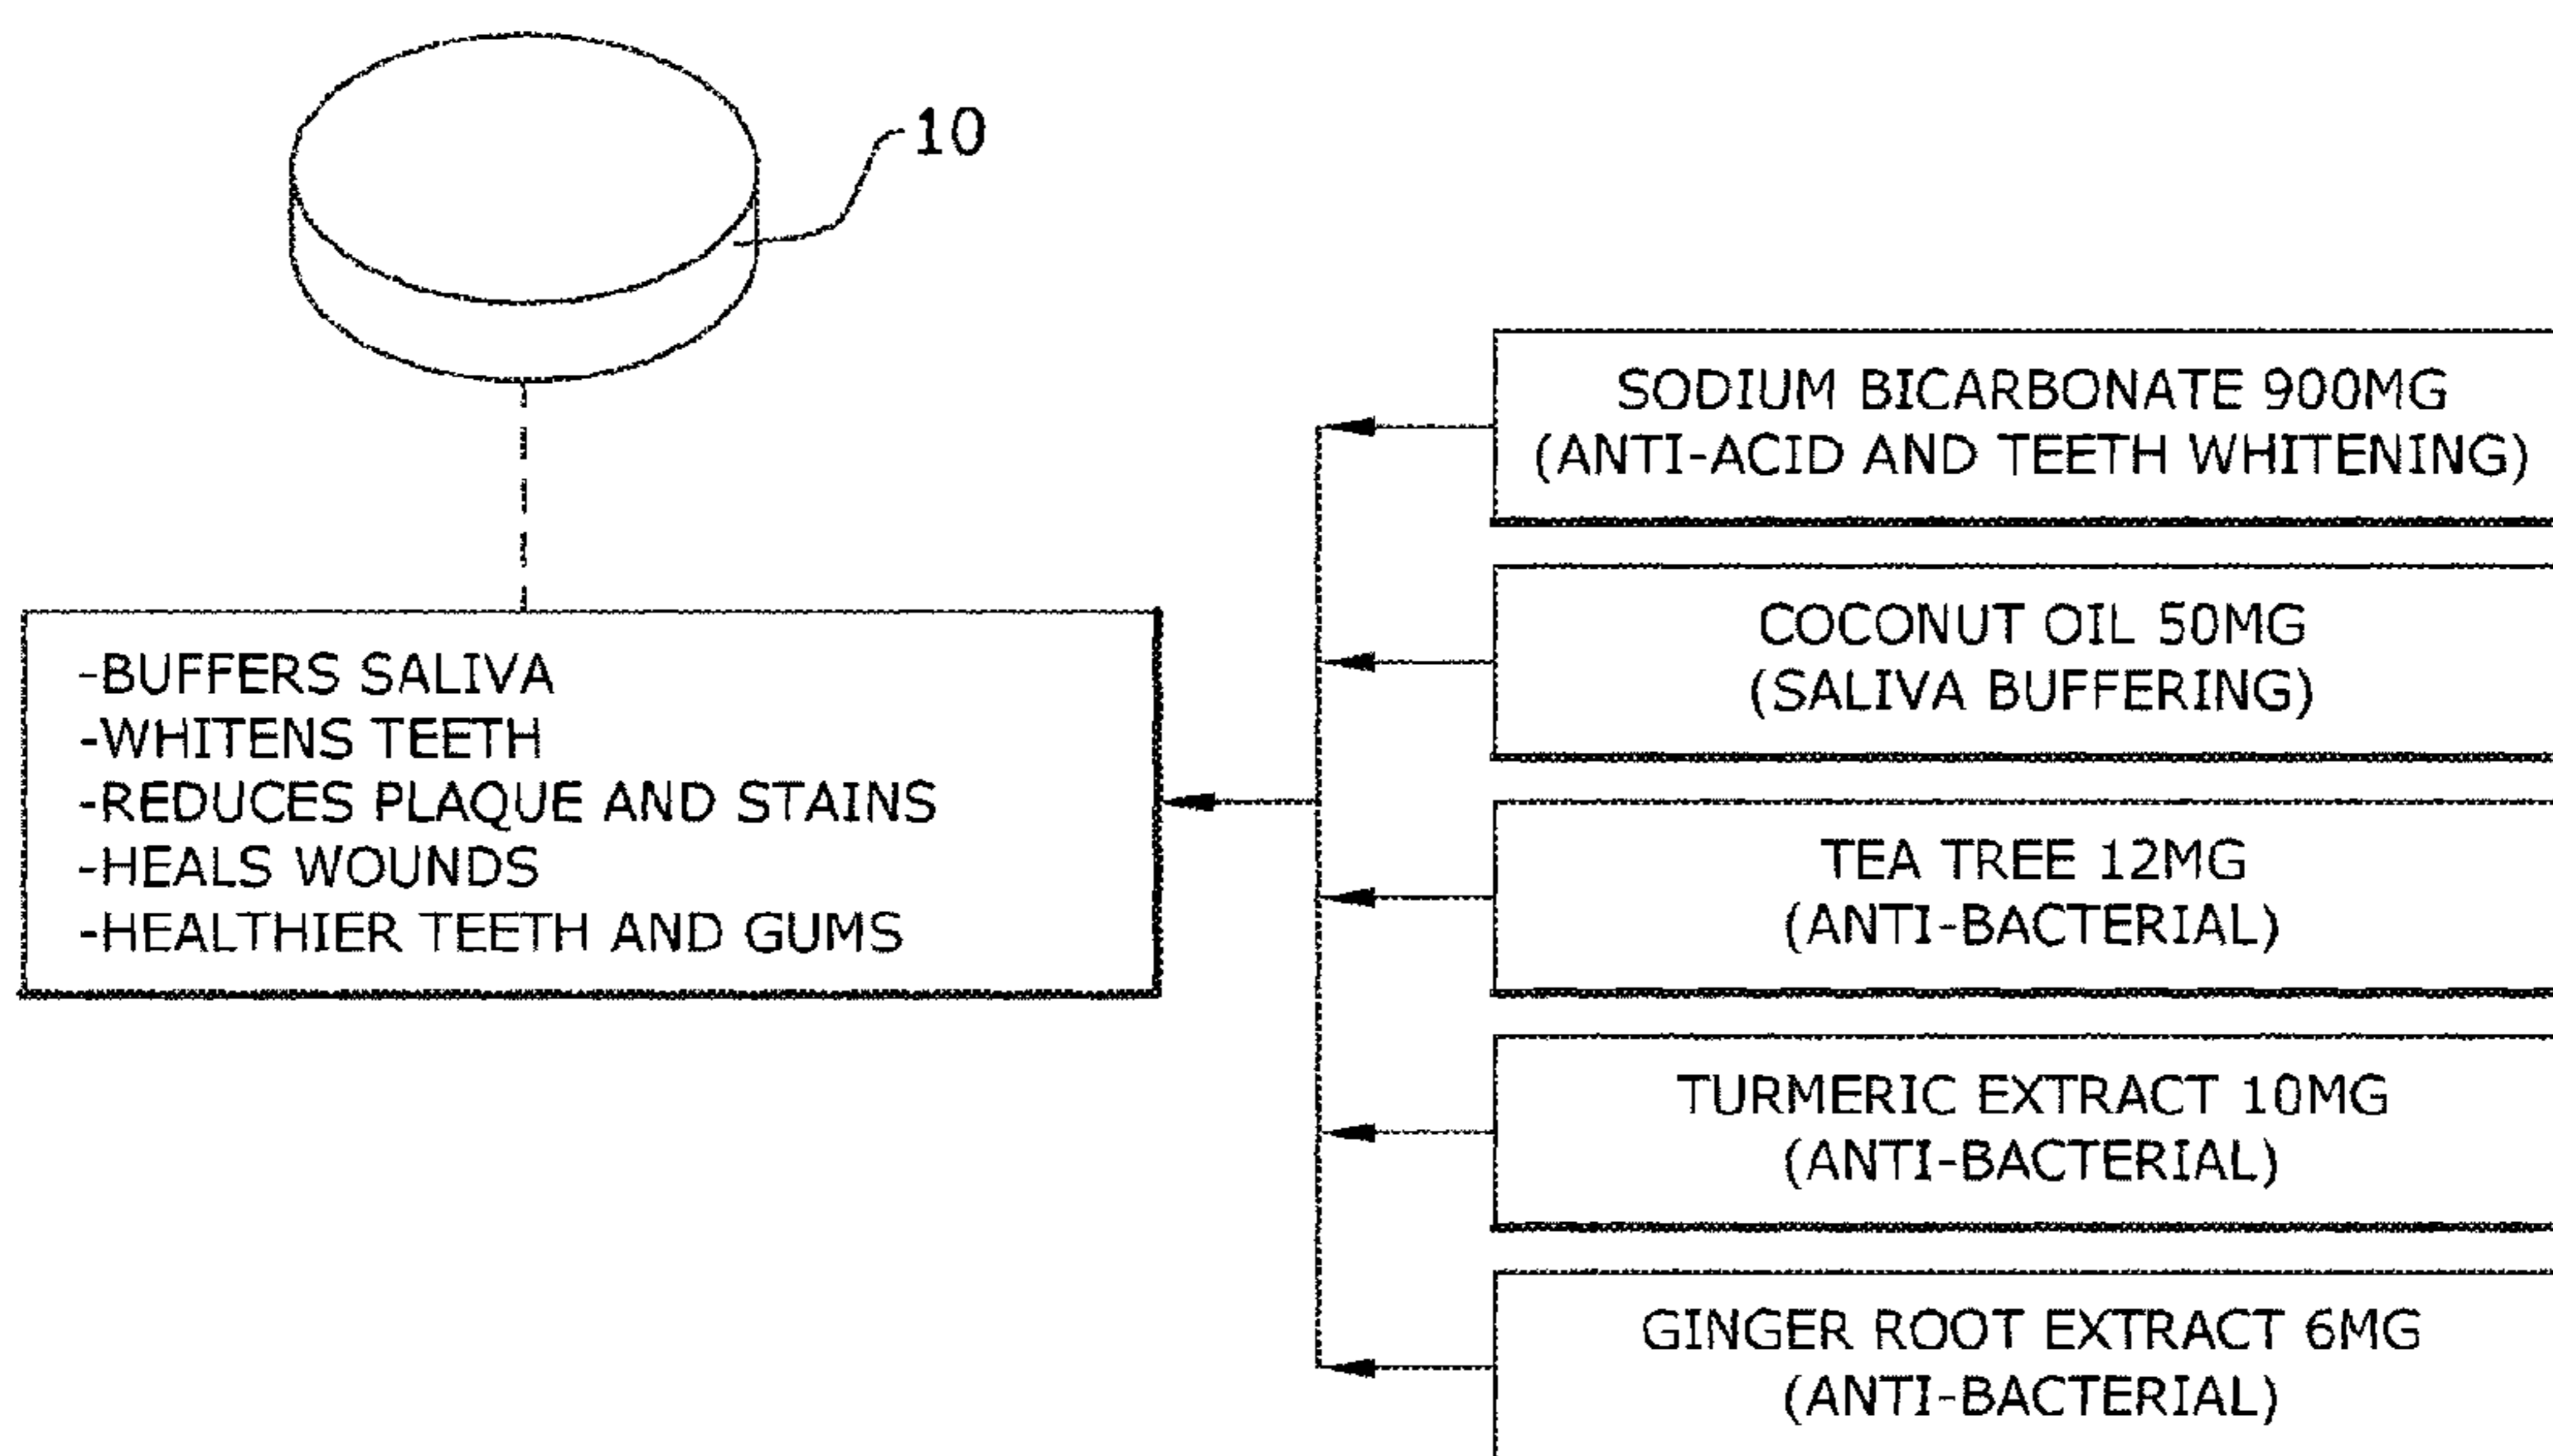 10
-BUFFERS SALIVA
-WHITENS TEETH
-REDUCES PLAQUE AND STAINS
-HEALS WOUNDS
-HEALTHIER TEETH AND GUMS
SODIUM BICARBONATE 900MG
(ANTI-ACID AND TEETH WHITENING)
COCONUT OIL 50MG
(SALIVA BUFFERING)
TEA TREE 12MG
(ANTI-BACTERIAL)
TURMERIC EXTRACT 10MG
(ANTI-BACTERIAL)
GINGER ROOT EXTRACT 6MG
(ANTI-BACTERIAL)